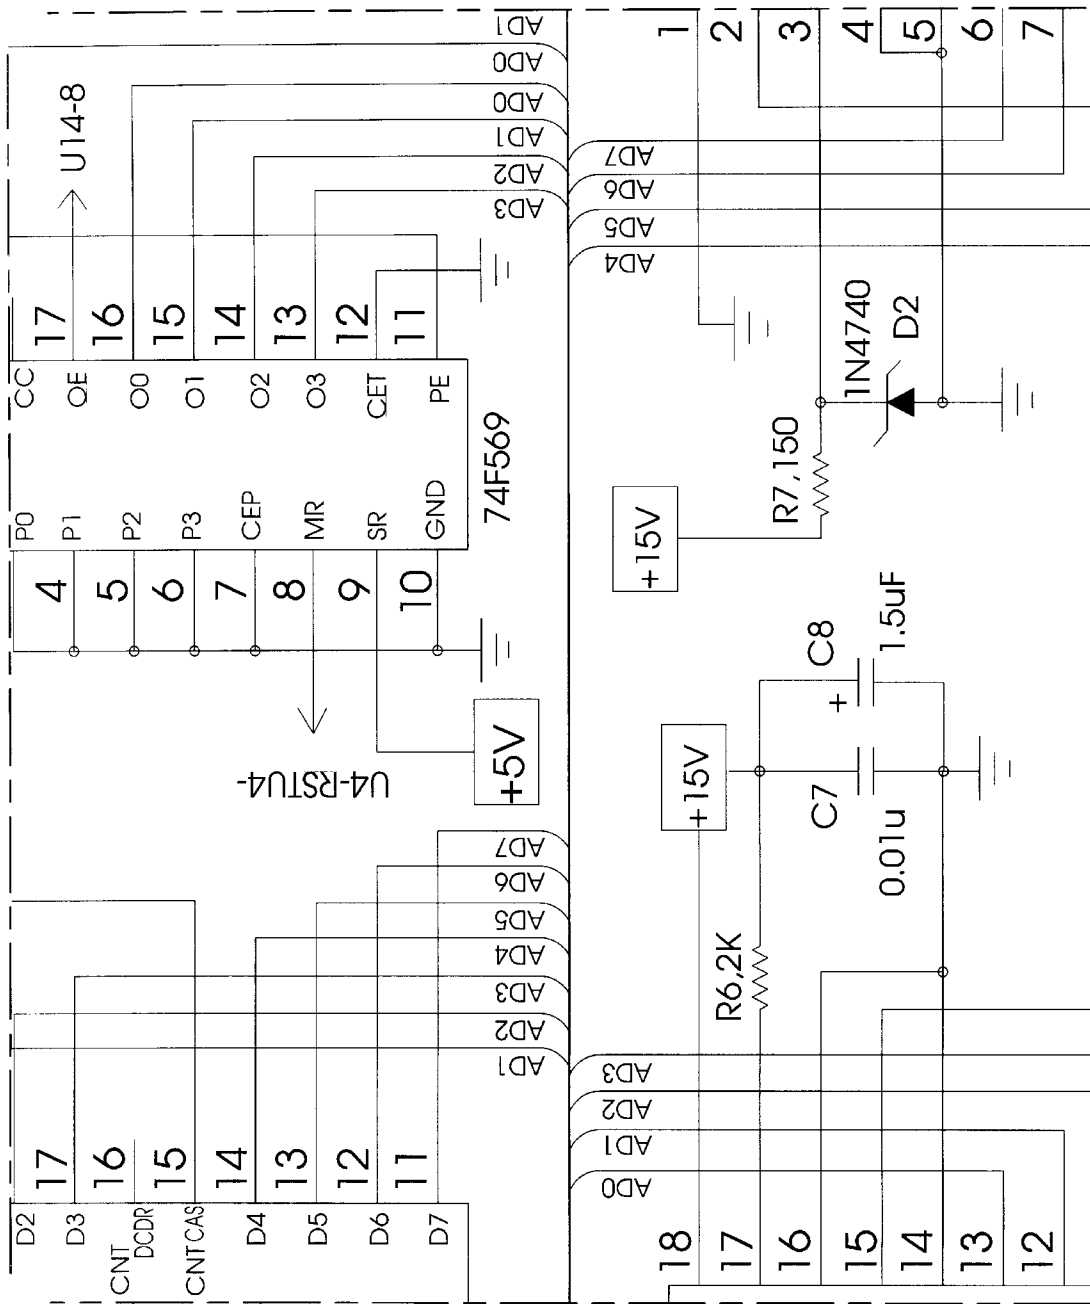 AD1
AD0
AD0
AD1
AD2
AD3
U14-8
CC
17
OE
16
O0
15
O1
14
O2
13
O3
12
CET
11
PE
P0
P1
P2
P3
CEP
MR
SR
GND
74F569
4
5
6
7
8
9
10
U4-RSTU4-
+5V
AD7
AD6
AD5
AD4
AD3
AD2
AD1
17
16
15
14
13
12
11
D2
D3
CNT
DCDR
CNT CAS
D4
D5
D6
D7
1
2
3
4
5
6
7
AD7
AD6
AD5
AD4
1N4740
D2
R7,150
+15V
C8
1.5uF
+
+15V
C7
0.01u
R6,2K
AD3
AD2
AD1
AD0
18
17
16
15
14
13
12